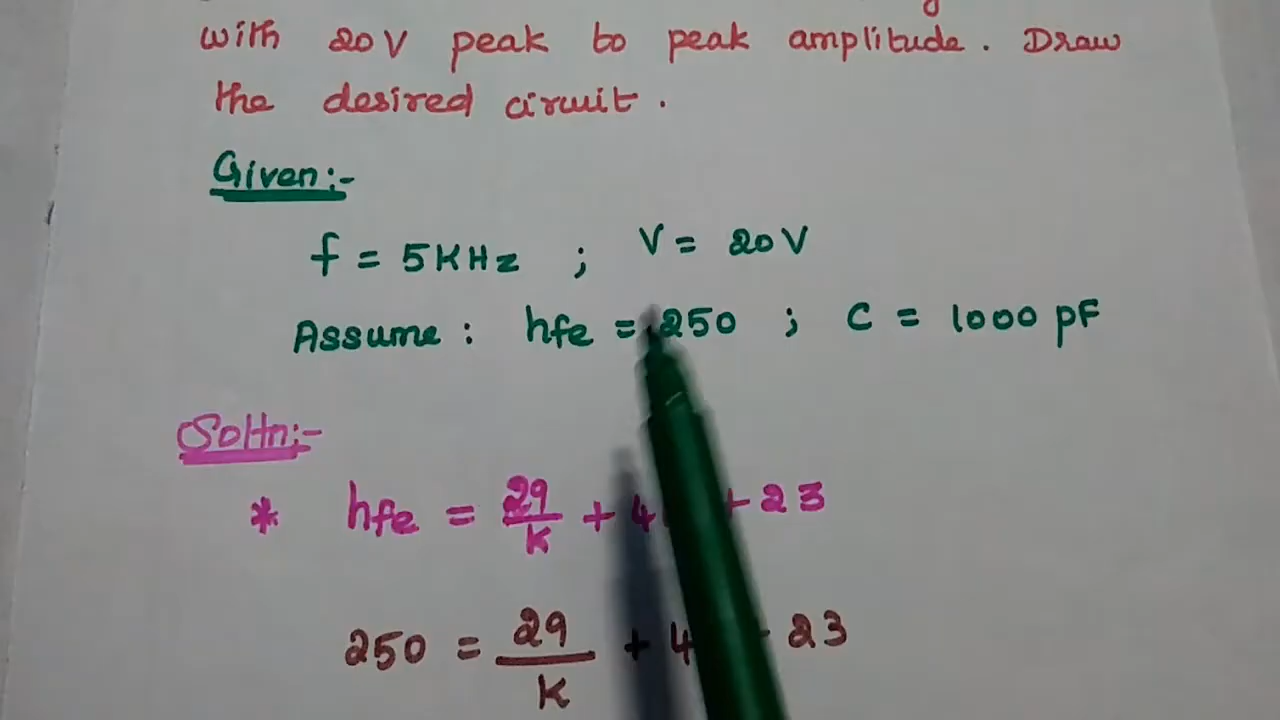 with 20V peak to peak amplitude. Draw
the desired circuit.
Given:-
f = 5KHz ; V = 20V
Assume : hfe = 250 ; C = 1000 pF
Soltn:-
* hfe = 29/k + 4 + 23
250 = 29/k + 4 23